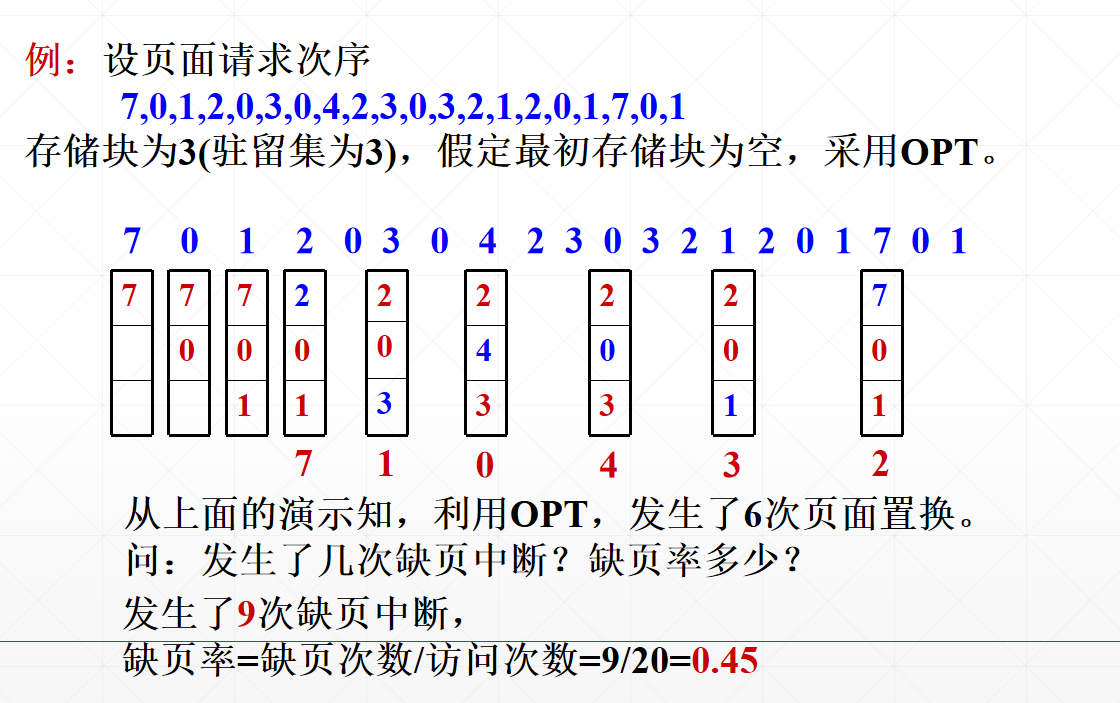 例：设页面请求次序
7,0,1,2,0,3,0,4,2,3,0,3,2,1,2,0,1,7,0,1
存储块为3(驻留集为3)，假定最初存储块为空，采用OPT。
7 0 1 2 0 3 0 4 2 3 0 3 2 1 2 0 1 7 0 1
7 7 7 2 2 2 2 2 7
0 0 0 0 4 0 0 0
1 1 3 3 3 1 1
7 1 0 4 3 2
从上面的演示知，利用OPT，发生了6次页面置换。
问：发生了几次缺页中断？缺页率多少？
发生了9次缺页中断，
缺页率=缺页次数/访问次数=9/20=0.45